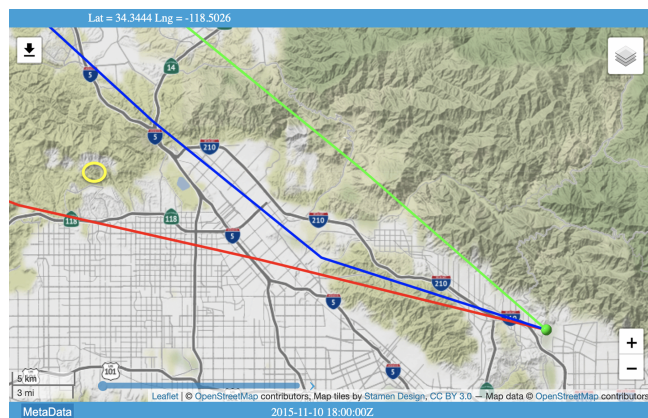 Lat = 34.3444 Lng = -118.5026
5
14
5
210
118
118
5
210
210
5
5
101
+
−
5 km
3 mi
Leaflet | © OpenStreetMap contributors, Map tiles by Stamen Design, CC BY 3.0 — Map data © OpenStreetMap contributors
MetaData
2015-11-10 18:00:00Z